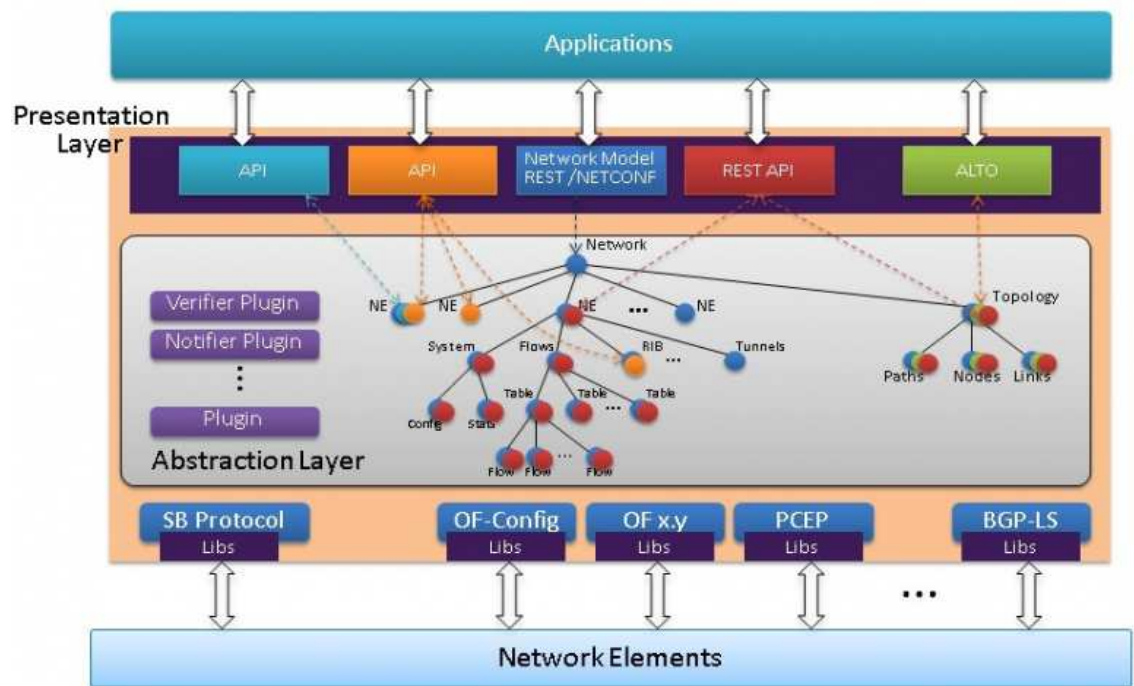 Applications
Presentation
Layer
API
API
Network Model
REST /NETCONF
REST API
ALTO
Network
Verifier Plugin
NE
NE
NE
...
NE
Topology
Notifier Plugin
System
Flows
RIB
...
Tunnels
Paths
Nodes
Links
Table
Table
...
Table
Plugin
Config
Stats
Abstraction Layer
Flow
Flow
...
Flow
SB Protocol
OF-Config
OF x.y
PCEP
BGP-LS
Libs
Libs
Libs
Libs
Libs
...
Network Elements